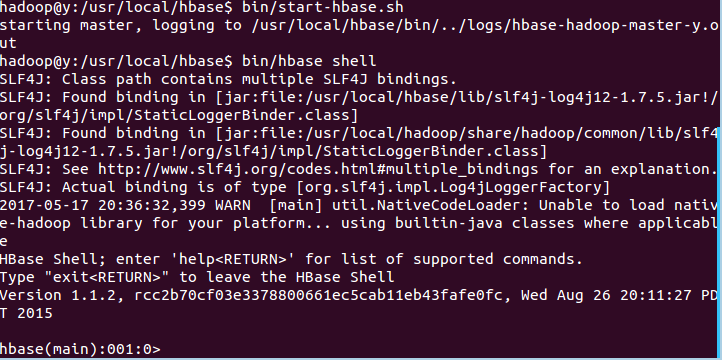 hadoop@y:/usr/local/hbase$ bin/start-hbase.sh
starting master, logging to /usr/local/hbase/bin/../logs/hbase-hadoop-master-y.o
ut
hadoop@y:/usr/local/hbase$ bin/hbase shell
SLF4J: Class path contains multiple SLF4J bindings.
SLF4J: Found binding in [jar:file:/usr/local/hbase/lib/slf4j-log4j12-1.7.5.jar!/
org/slf4j/impl/StaticLoggerBinder.class]
SLF4J: Found binding in [jar:file:/usr/local/hadoop/share/hadoop/common/lib/slf4
j-log4j12-1.7.5.jar!/org/slf4j/impl/StaticLoggerBinder.class]
SLF4J: See http://www.slf4j.org/codes.html#multiple_bindings for an explanation.
SLF4J: Actual binding is of type [org.slf4j.impl.Log4jLoggerFactory]
2017-05-17 20:36:32,399 WARN  [main] util.NativeCodeLoader: Unable to load nativ
e-hadoop library for your platform... using builtin-java classes where applicabl
e
HBase Shell; enter 'help<RETURN>' for list of supported commands.
Type "exit<RETURN>" to leave the HBase Shell
Version 1.1.2, rcc2b70cf03e3378800661ec5cab11eb43fafe0fc, Wed Aug 26 20:11:27 PD
T 2015
hbase(main):001:0>